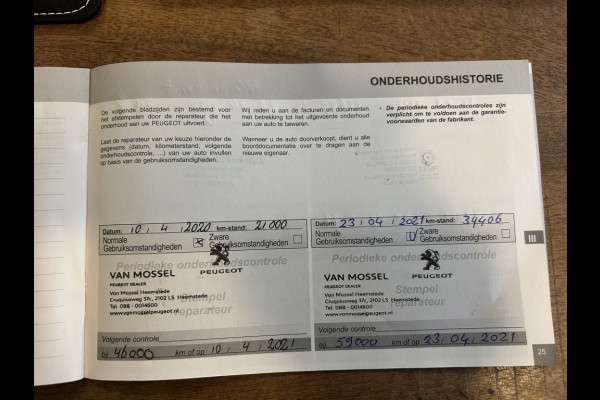 ONDERHOUDSHISTORIE
De volgende bladzijden zijn bestemd voor
het afstempelen door de reparateur die het
onderhoud aan uw PEUGEOT uitvoert.
Laat de reparateur van uw keuze hieronder de
gegevens (datum, kilometerstand, volgende
onderhoudscontrole, ...) van uw auto invullen
op basis van de gebruiksomstandigheden.
Wij raden u aan de facturen en documenten
met betrekking tot het uitgevoerde onderhoud
aan uw auto te bewaren.
Wanneer u de auto doorverkoopt, dient u alle
boorddocumentatie over te dragen aan de
nieuwe eigenaar.
* De periodieke onderhoudscontroles zijn
verplicht om te voldoen aan de garantie-
voorwaarden van de fabrikant.
Datum: 10 / 4 / 2020 km-stand: 21000
Normale
Gebruiksomstandigheden
Zware
Gebruiksomstandigheden
Periodieke onderhoudscontrole
PEUGEOT
VAN MOSSEL
PEUGEOT DEALER
Van Mossel Heemstede
Cruquiusweg 37c, 2102 LS Heemstede
Tel 088 - 0014600
www.vanmosselpeugeot.nl
Stempel
reparateur
Volgende controle
bij 46000 km of op 10 / 4 / 2021
Datum: 23 / 04 / 2021 km-stand: 34406
Normale
Gebruiksomstandigheden
Zware
Gebruiksomstandigheden
Periodieke onderhoudscontrole
PEUGEOT
VAN MOSSEL
PEUGEOT DEALER
Van Mossel Heemstede
Cruquiusweg 37c, 2102 LS Heemstede
Tel 088 - 0014600
www.vanmosselpeugeot.nl
Stempel
reparateur
Volgende controle
bij 59000 km of op 23 / 04 / 2021
III
25